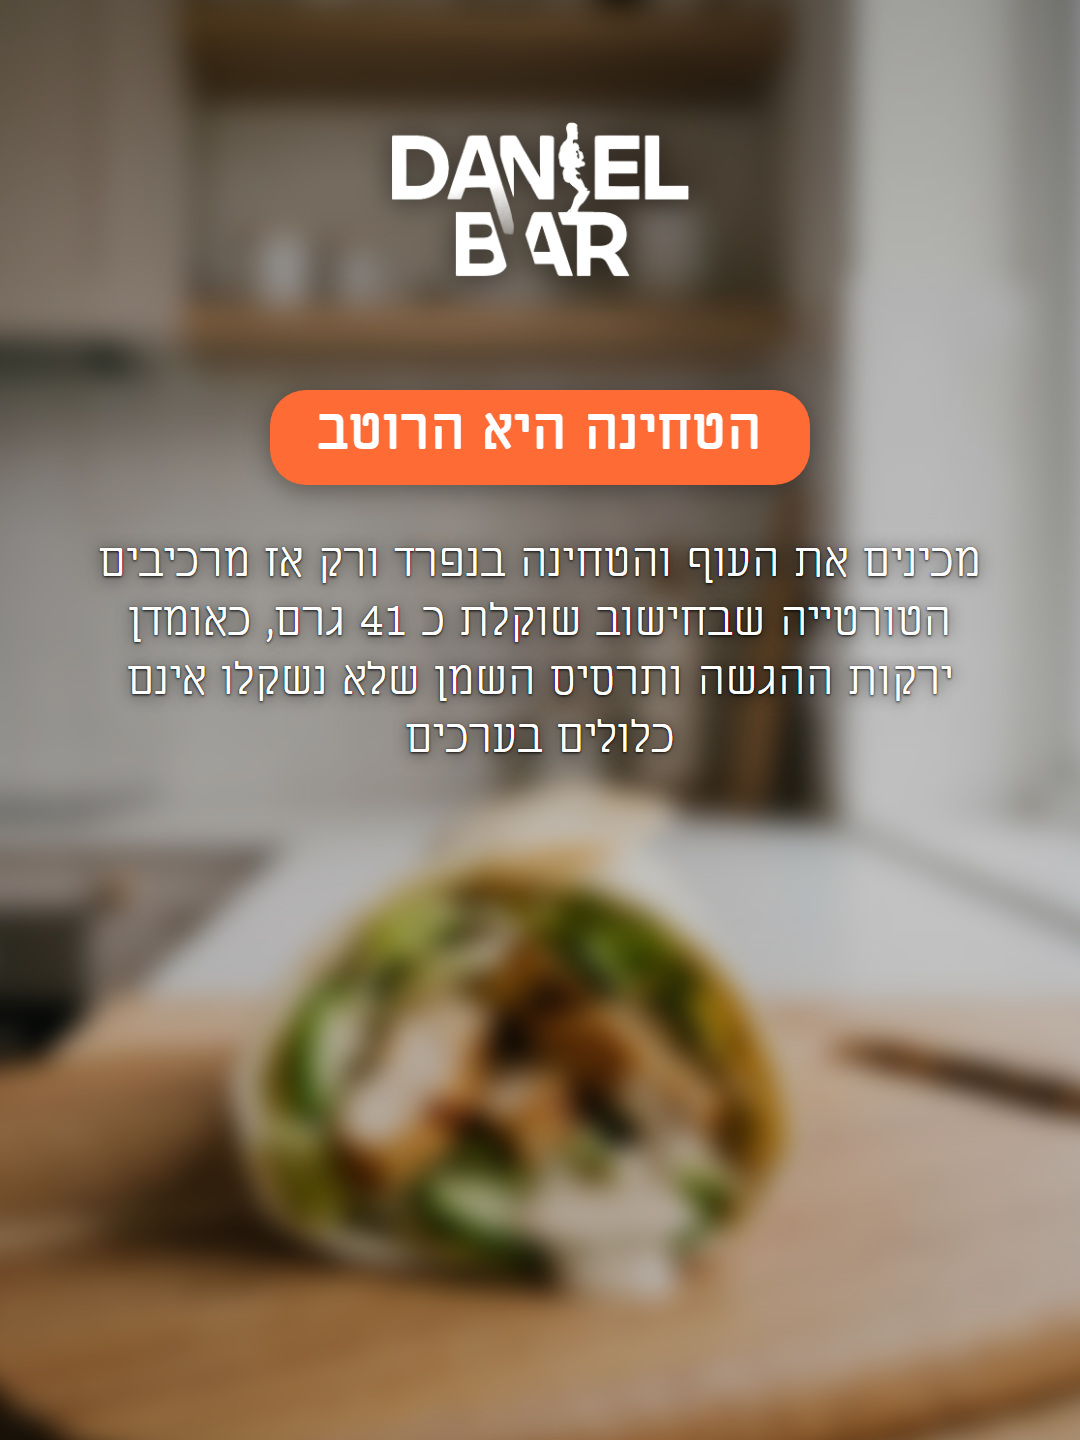 DANIEL
BAR
הטחינה היא הרוטב
מכינים את העוף והטחינה בנפרד ורק אז מרכיבים
הטורטייה שבחישוב שוקלת כ 41 גרם, כאומדן
ירקות ההגשה ותרסיס השמן שלא נשקלו אינם
כלולים בערכים